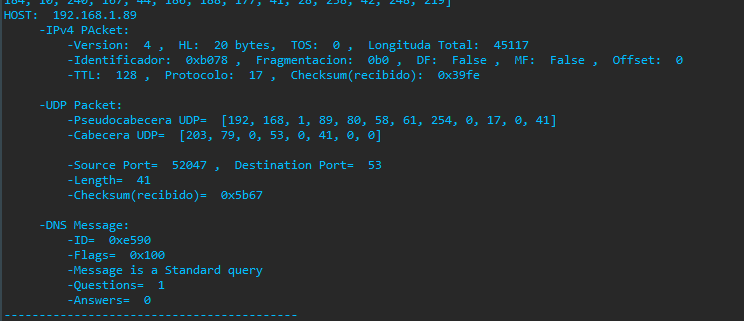 184, 10, 240, 167, 44, 186, 188, 177, 41, 28, 238, 42, 248, 219]
HOST:  192.168.1.89
-IPv4 PAcket:
-Version:  4 ,  HL:  20 bytes,  TOS:  0 ,  Longituda Total:  45117
-Identificador:  0xb078 ,  Fragmentacion:  0b0 ,  DF:  False ,  MF:  False ,  Offset:  0
-TTL:  128 ,  Protocolo:  17 ,  Checksum(recibido):  0x39fe
-UDP Packet:
-Pseudocabecera UDP=  [192, 168, 1, 89, 80, 58, 61, 254, 0, 17, 0, 41]
-Cabecera UDP=  [203, 79, 0, 53, 0, 41, 0, 0]
-Source Port=  52047 ,  Destination Port=  53
-Length=  41
-Checksum(recibido)=  0x5b67
-DNS Message:
-ID=  0xe590
-Flags=  0x100
-Message is a Standard query
-Questions=  1
-Answers=  0
------------------------------------------